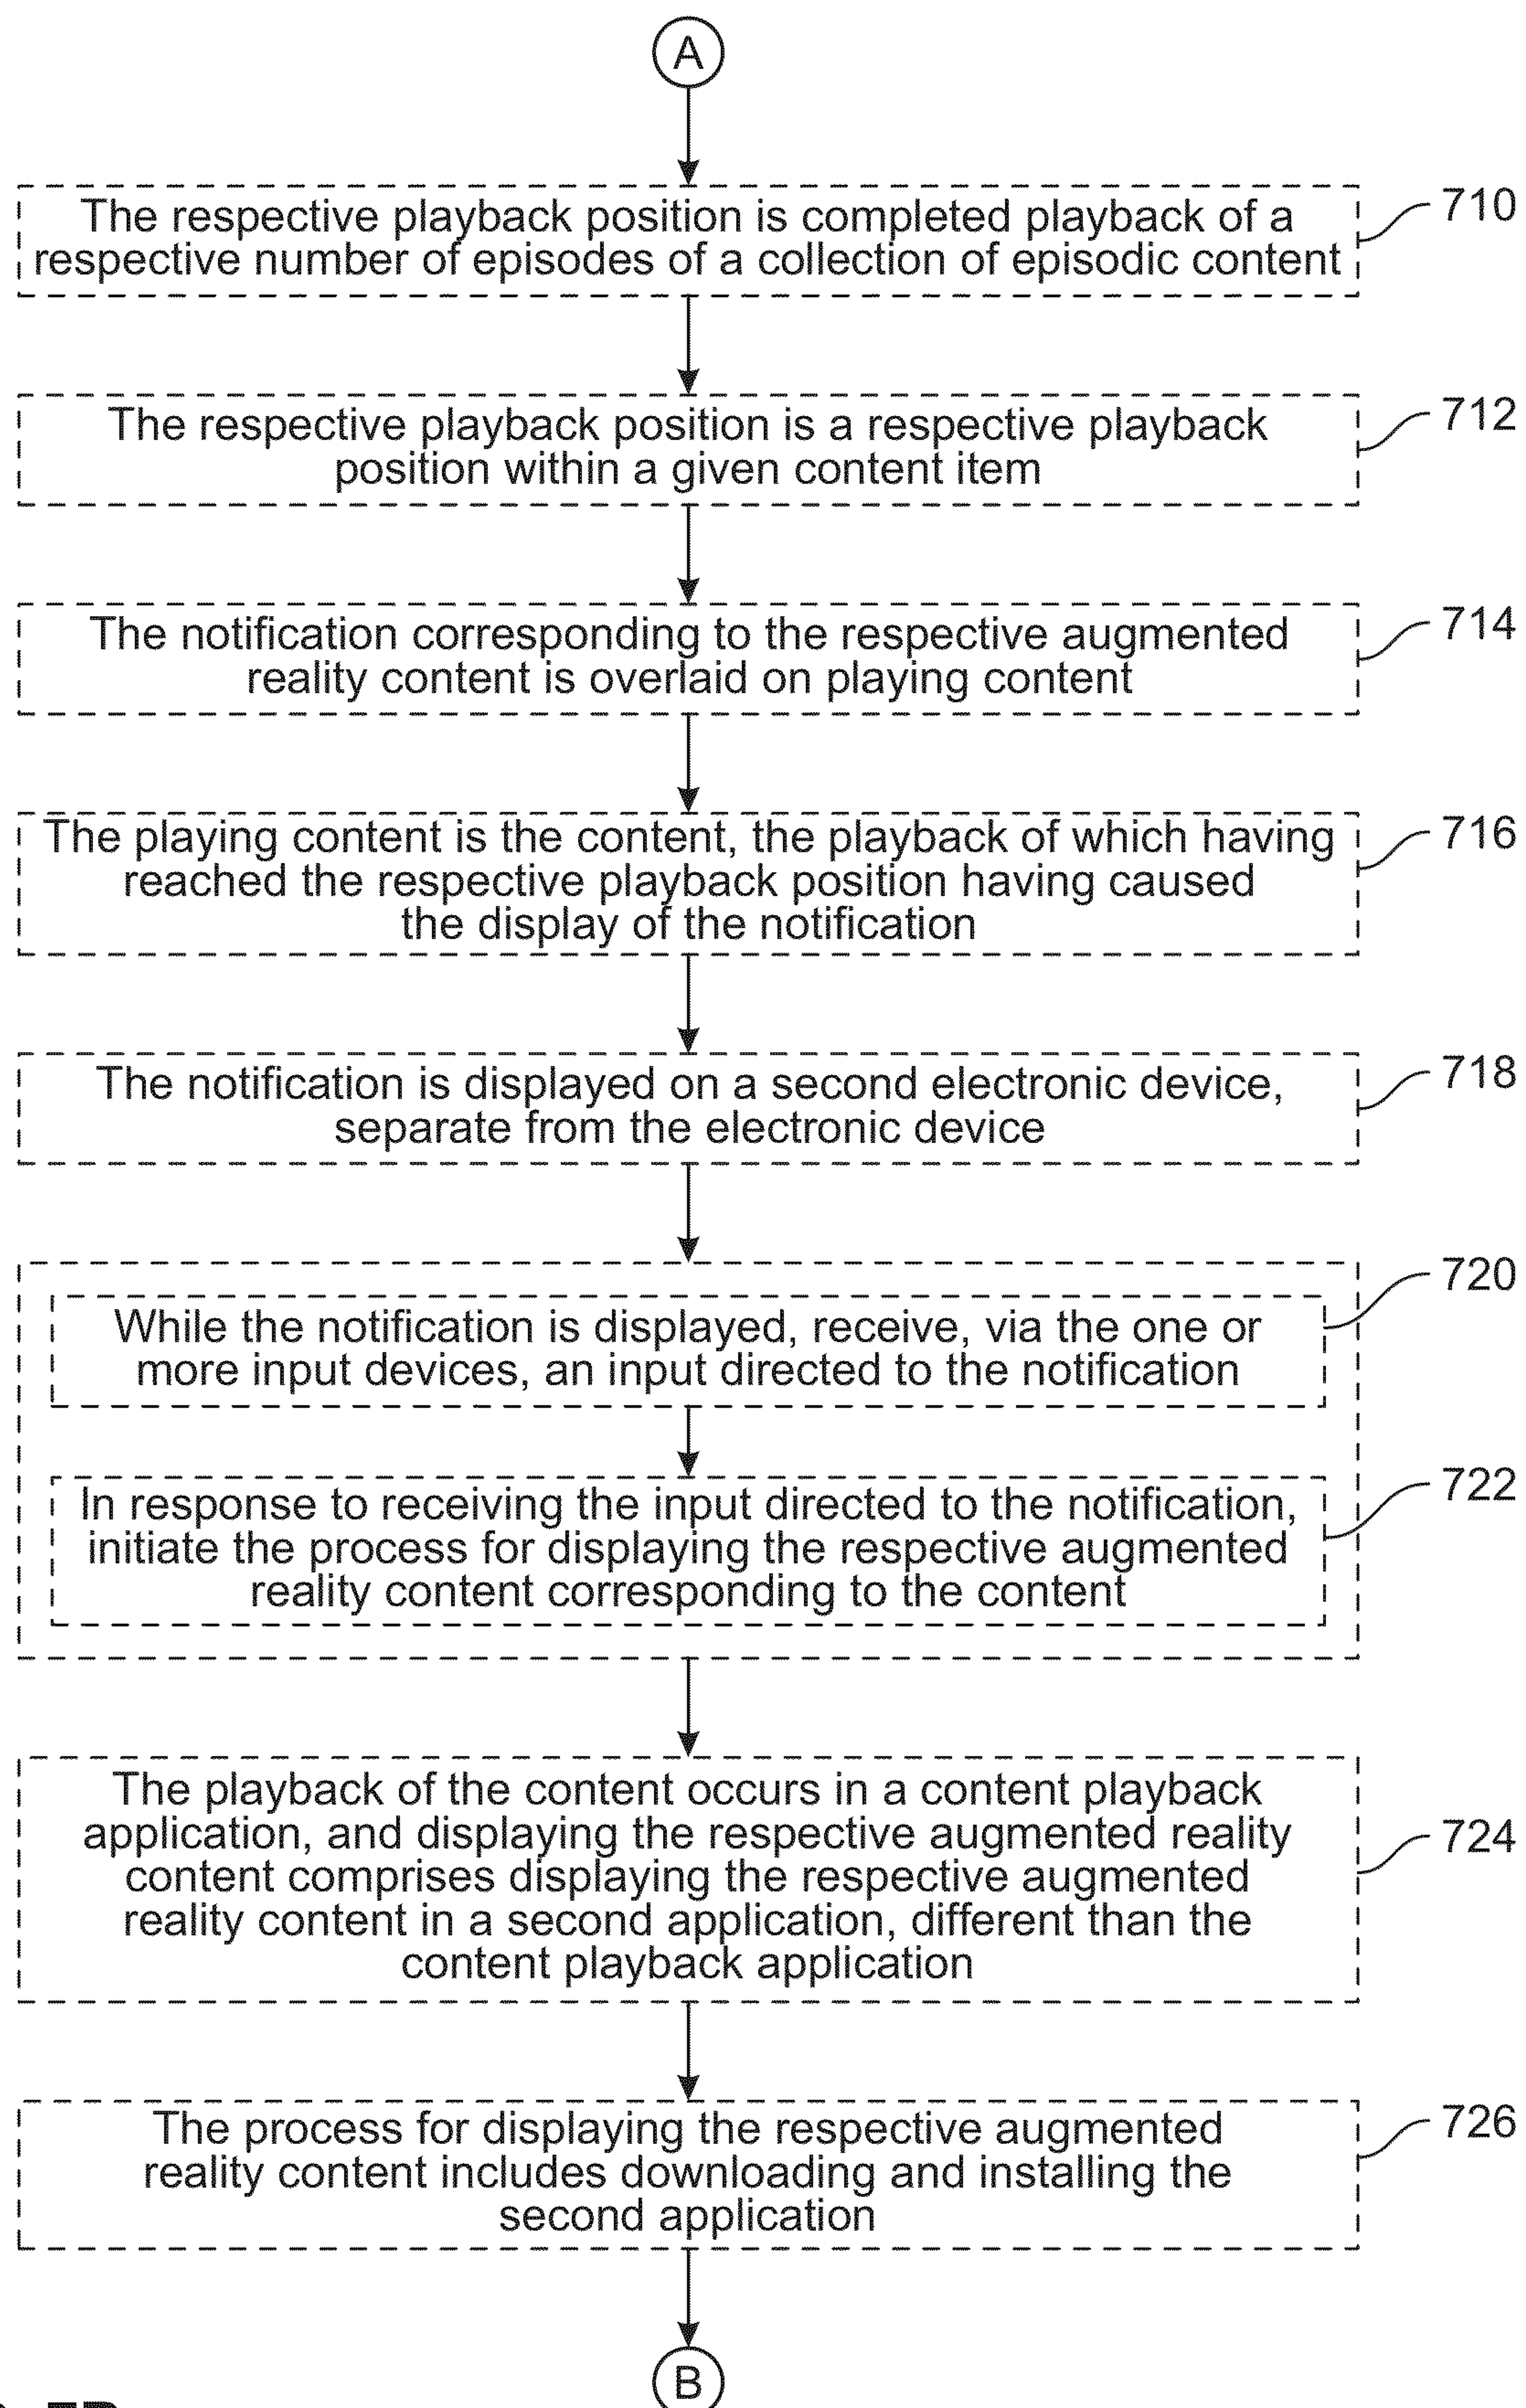 A
The respective playback position is completed playback of a
respective number of episodes of a collection of episodic content
710
The respective playback position is a respective playback
position within a given content item
712
The notification corresponding to the respective augmented
reality content is overlaid on playing content
714
The playing content is the content, the playback of which having
reached the respective playback position having caused
the display of the notification
716
The notification is displayed on a second electronic device,
separate from the electronic device
718
While the notification is displayed, receive, via the one or
more input devices, an input directed to the notification
720
In response to receiving the input directed to the notification,
initiate the process for displaying the respective augmented
reality content corresponding to the content
722
The playback of the content occurs in a content playback
application, and displaying the respective augmented reality
content comprises displaying the respective augmented
reality content in a second application, different than the
content playback application
724
The process for displaying the respective augmented
reality content includes downloading and installing the
second application
726
B